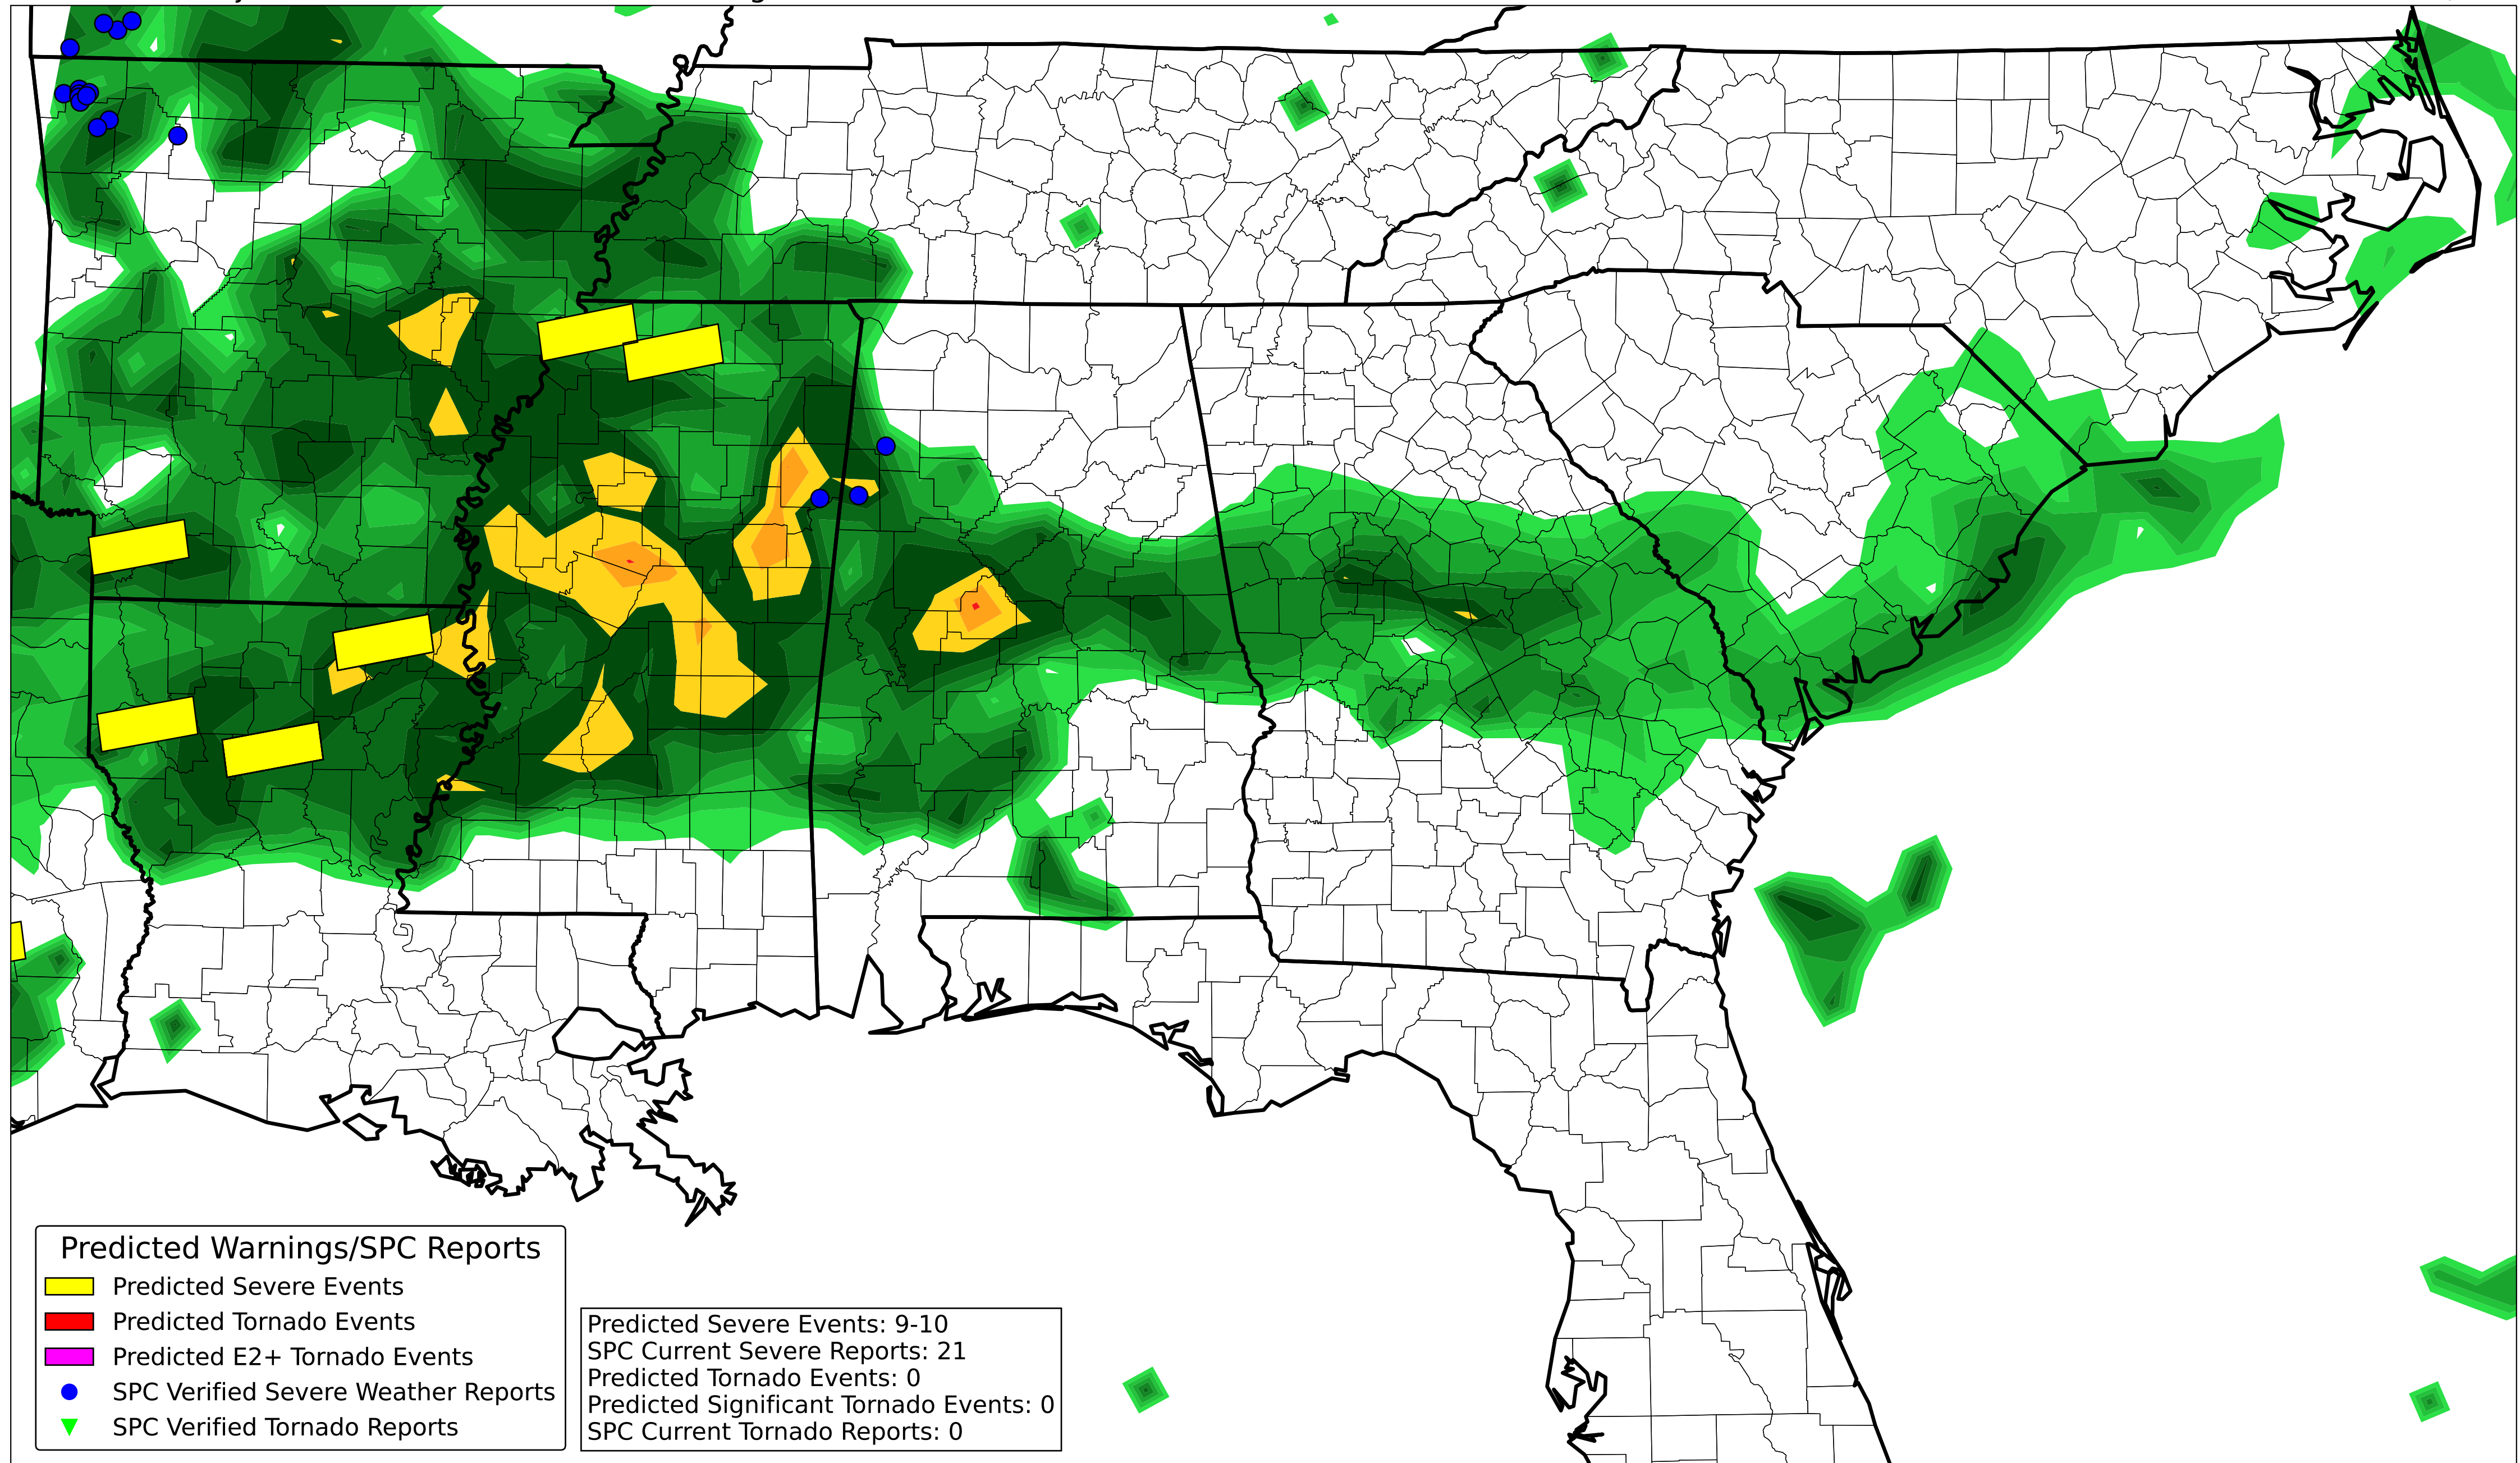 Predicted Warnings/SPC Reports
Predicted Severe Events
Predicted Tornado Events
Predicted E2+ Tornado Events
SPC Verified Severe Weather Reports
SPC Verified Tornado Reports
Predicted Severe Events: 9-10
SPC Current Severe Reports: 21
Predicted Tornado Events: 0
Predicted Significant Tornado Events: 0
SPC Current Tornado Reports: 0